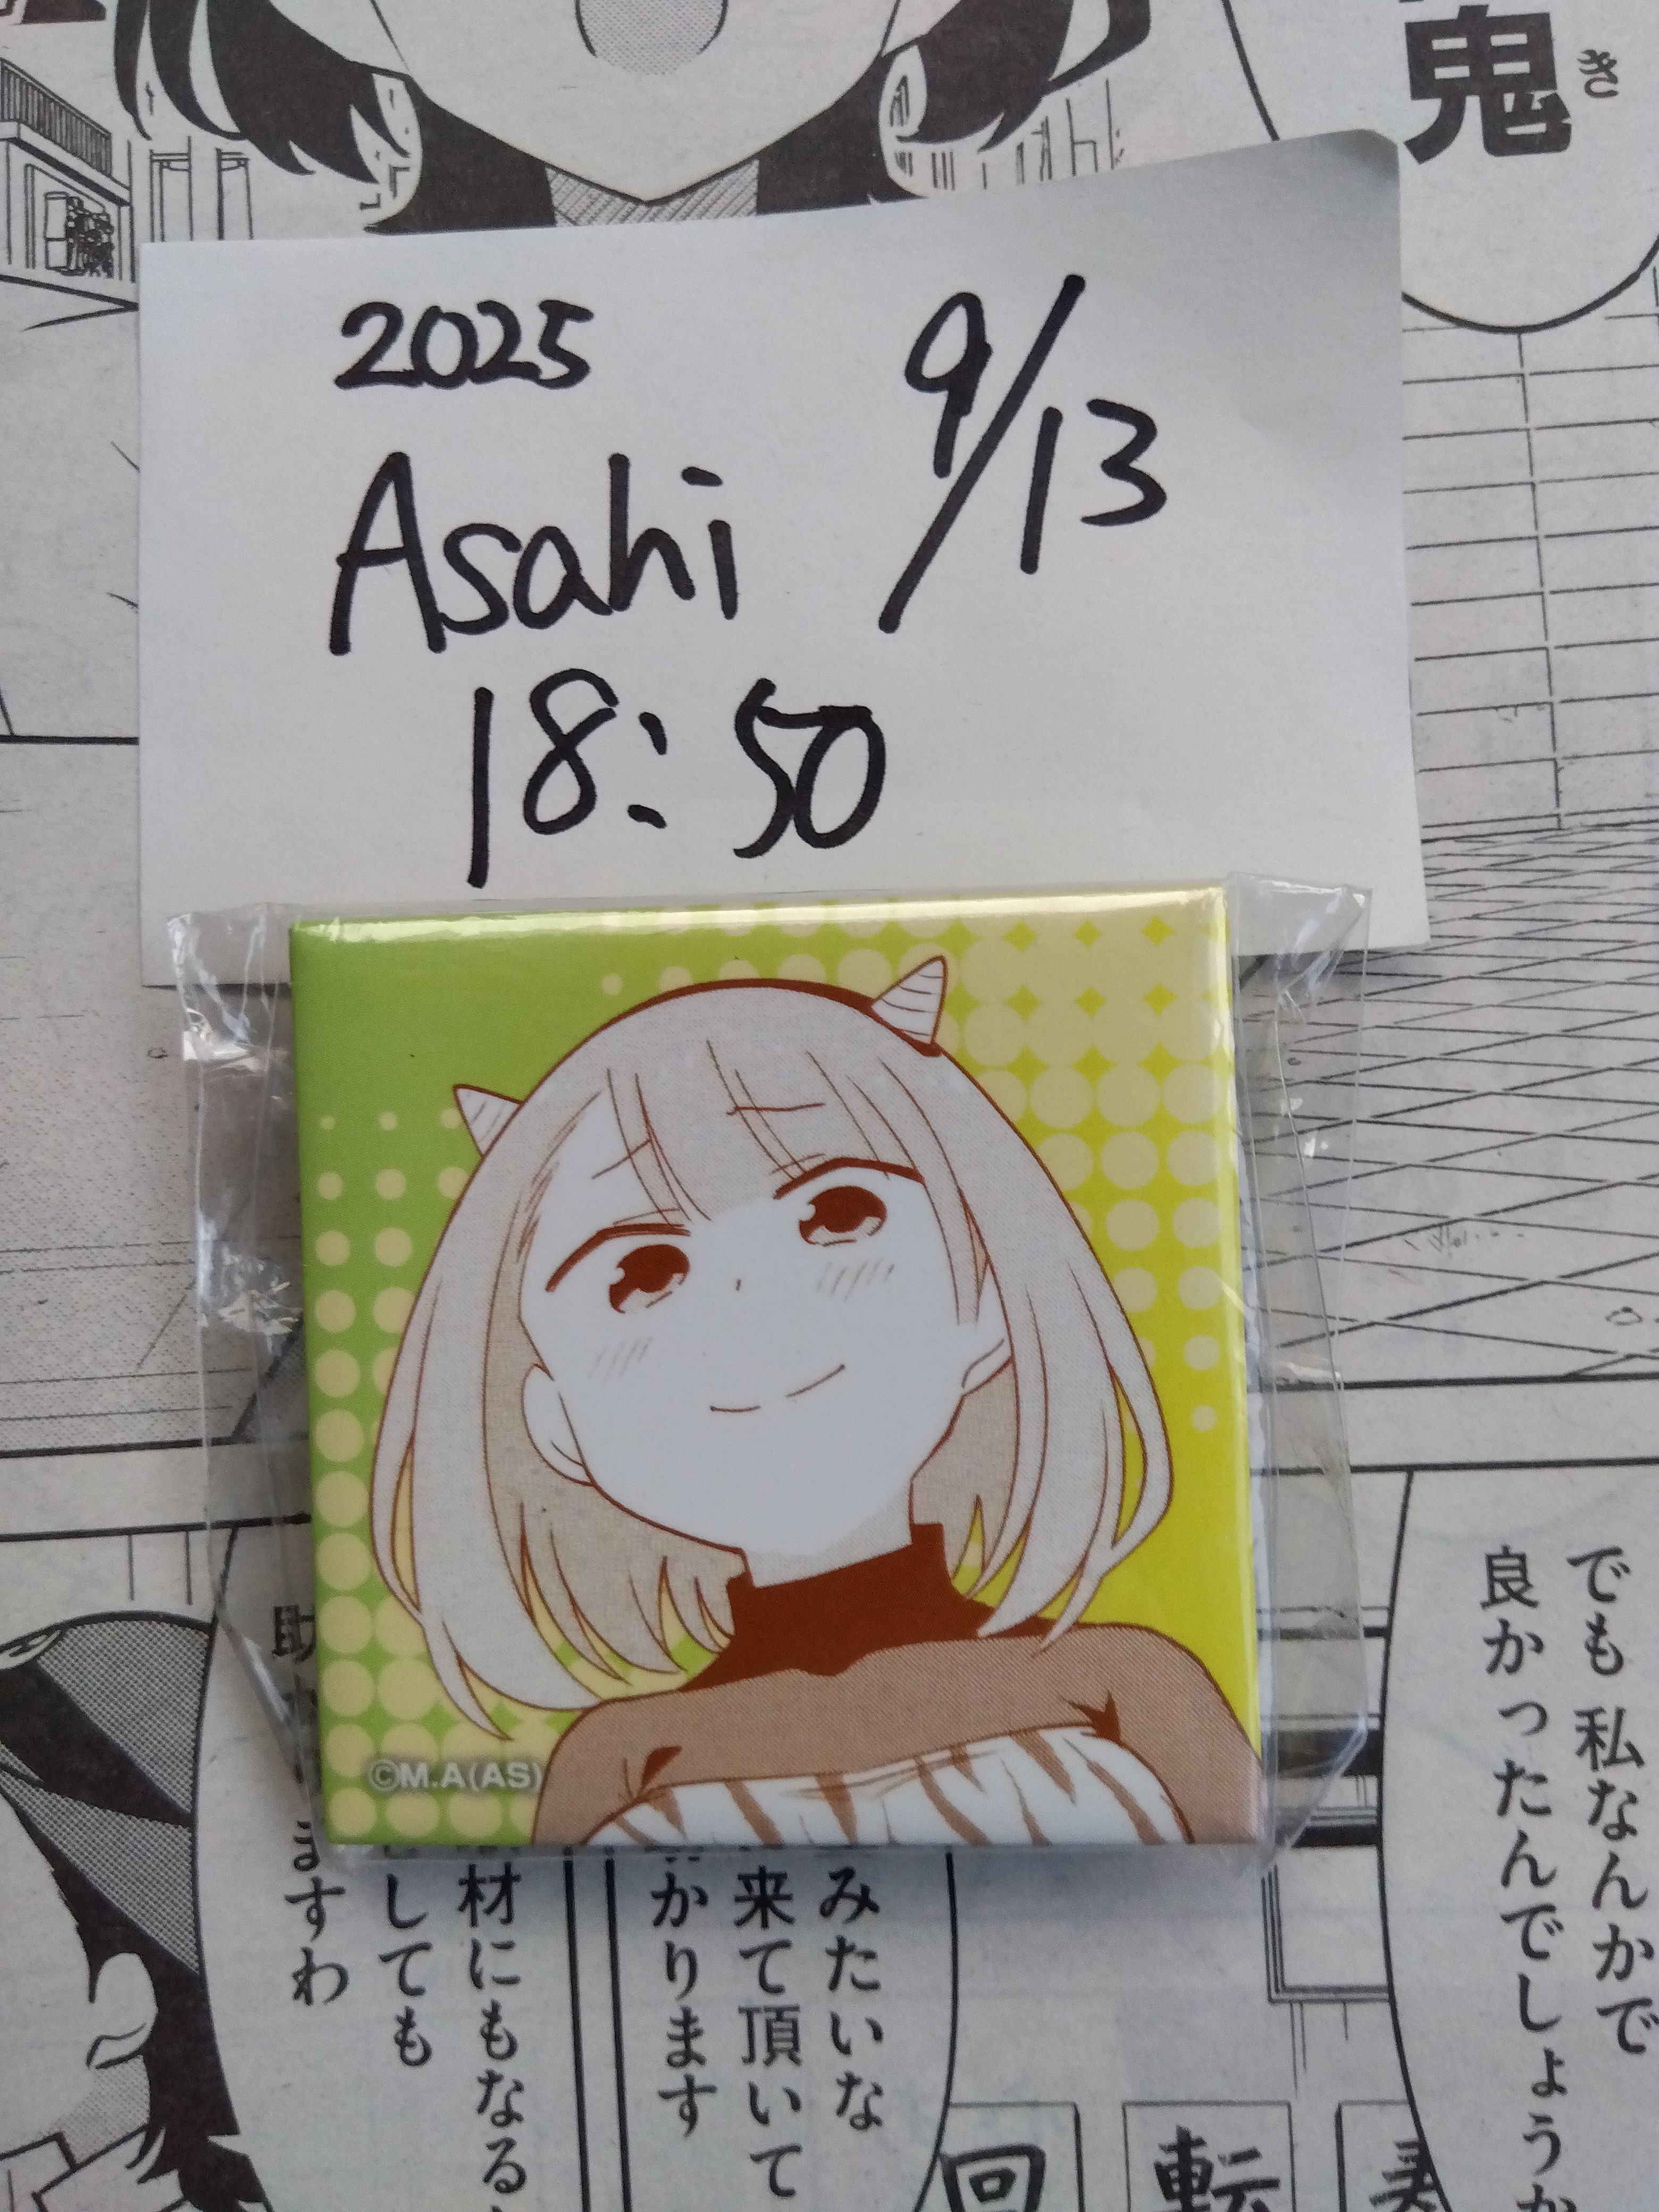 鬼
き
2025 9/13
Asahi
18:50
©M.A(AS)
でも 私なんかで
良かったんでしょうか
みたいな
来て頂いて
かります
材にもなる
しても
ますわ
回 転